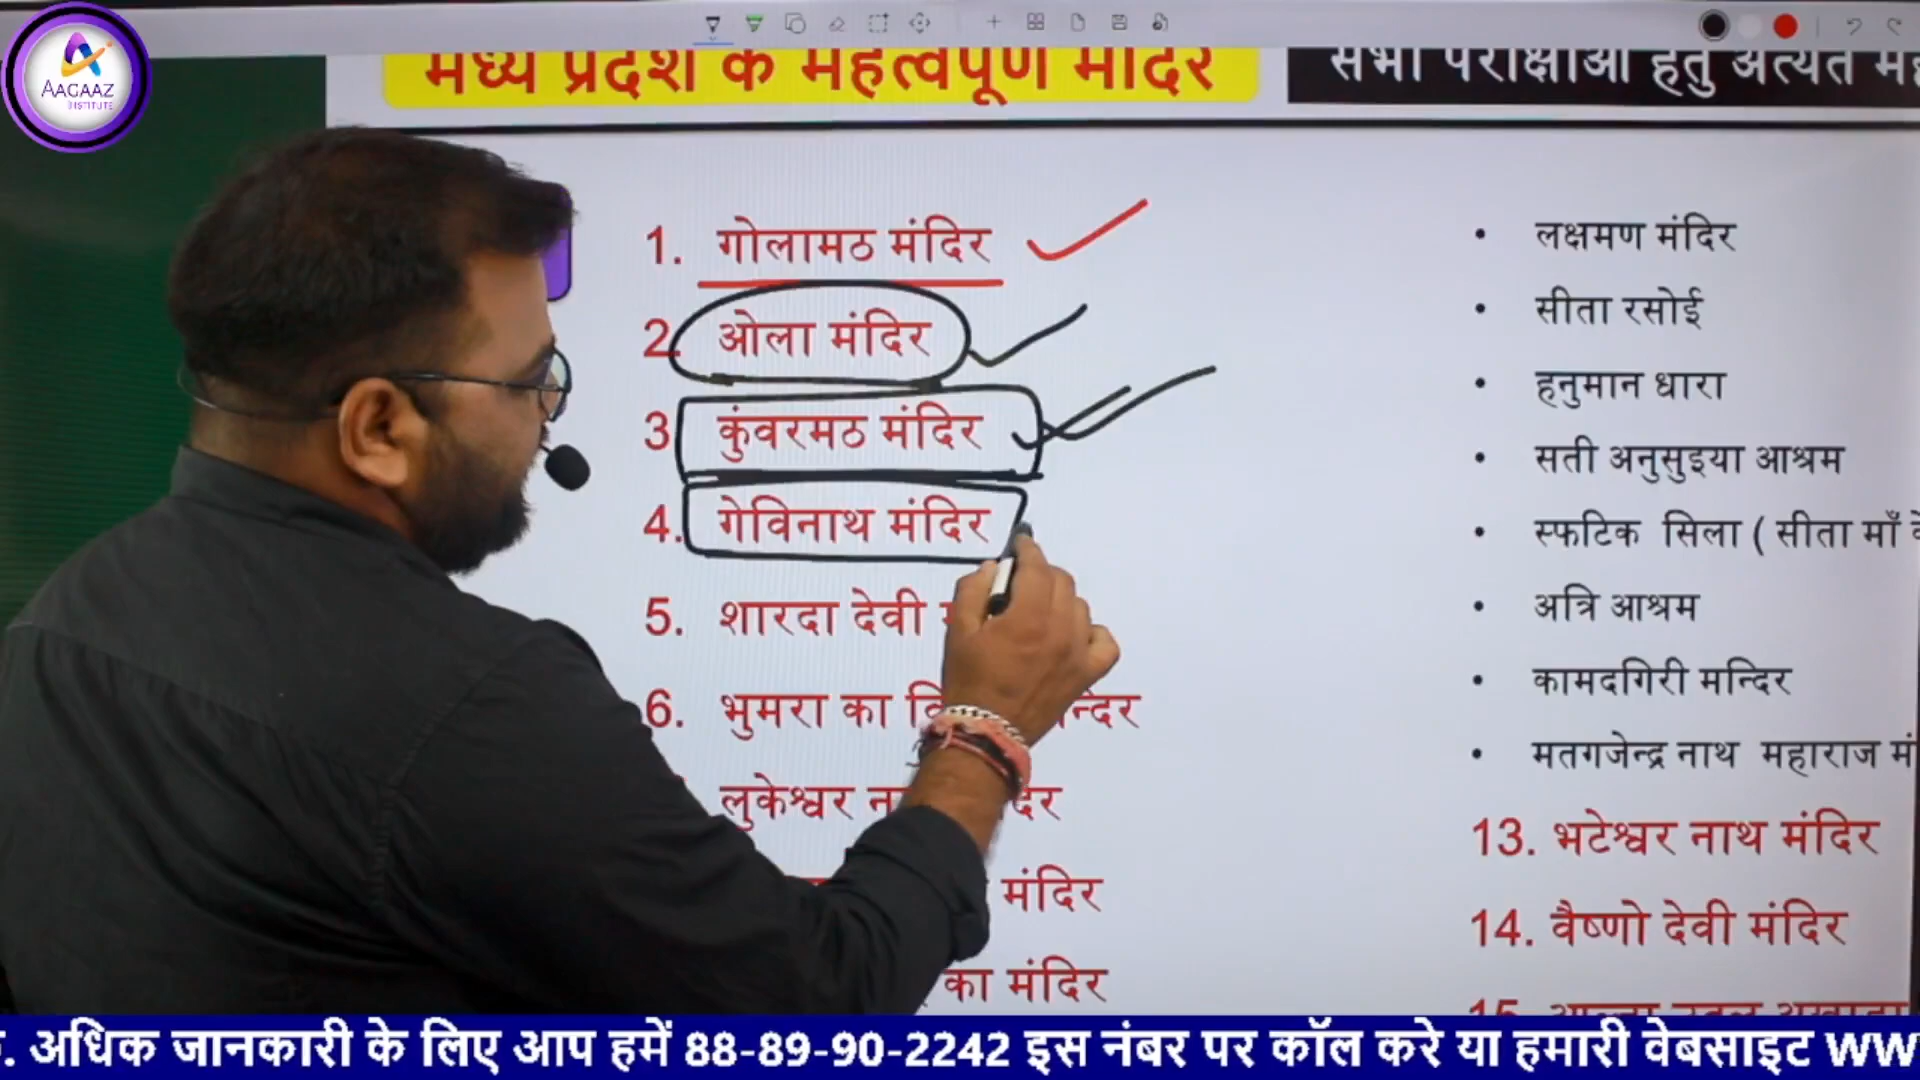 AAGAAZ
INSTITUTE
मध्य प्रदेश के महत्वपूर्ण मंदिर
सभी परीक्षाओं हेतु अत्यंत
1. गोलामठ मंदिर
2. ओला मंदिर
3 कुंवरमठ मंदिर
4. गेविनाथ मंदिर
5. शारदा देवी
6. भुमरा का न्दिर
लुकेश्वर
मंदिर
का मंदिर
• लक्षमण मंदिर
• सीता रसोई
• हनुमान धारा
• सती अनुसुइया आश्रम
• स्फटिक सिला ( सीता माँ
• अत्रि आश्रम
• कामदगिरी मन्दिर
• मतगजेन्द्र नाथ महाराज मं
13. भटेश्वर नाथ मंदिर
14. वैष्णो देवी मंदिर
अधिक जानकारी के लिए आप हमें 88-89-90-2242 इस नंबर पर कॉल करे या हमारी वेबसाइट WW